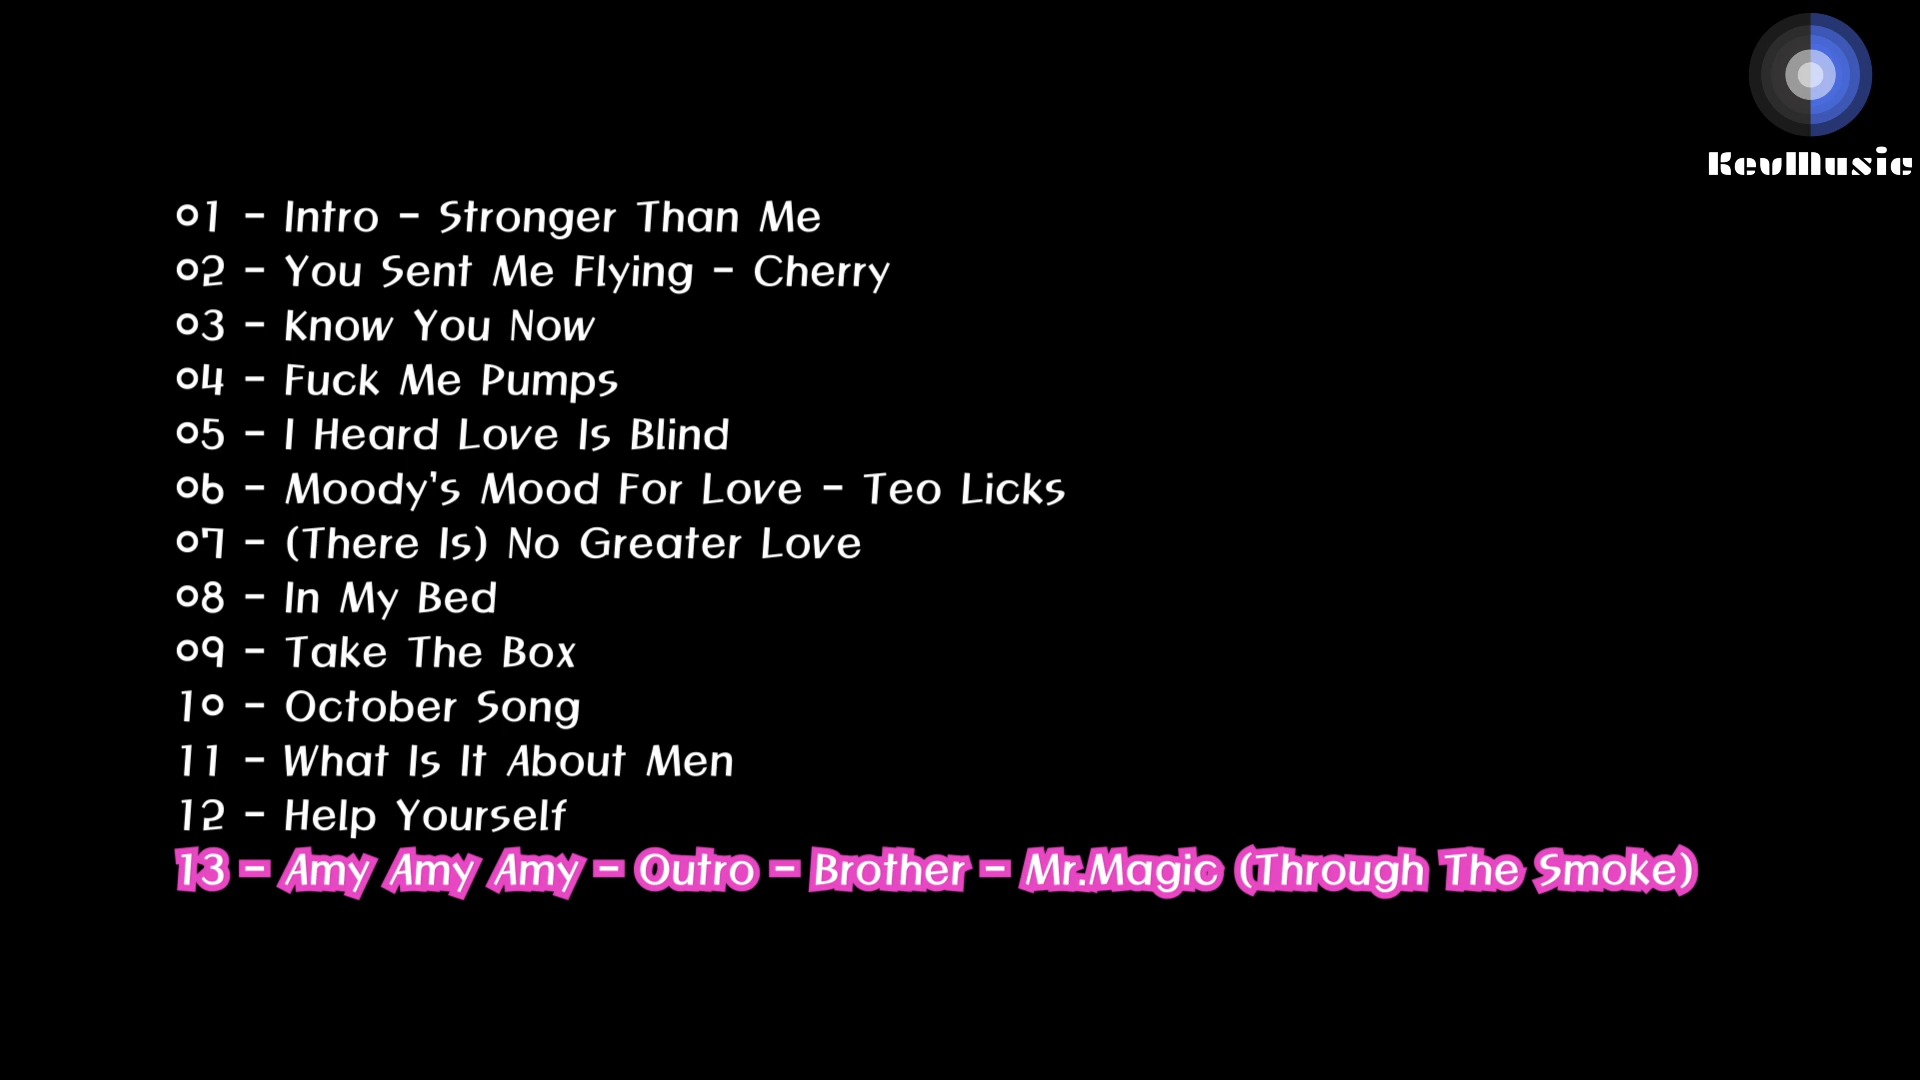 KevMusic
01 - Intro - Stronger Than Me
02 - You Sent Me Flying - Cherry
03 - Know You Now
04 - Fuck Me Pumps
05 - I Heard Love Is Blind
06 - Moody's Mood For Love - Teo Licks
07 - (There Is) No Greater Love
08 - In My Bed
09 - Take The Box
10 - October Song
11 - What Is It About Men
12 - Help Yourself
13 - Amy Amy Amy - Outro - Brother - Mr.Magic (Through The Smoke)